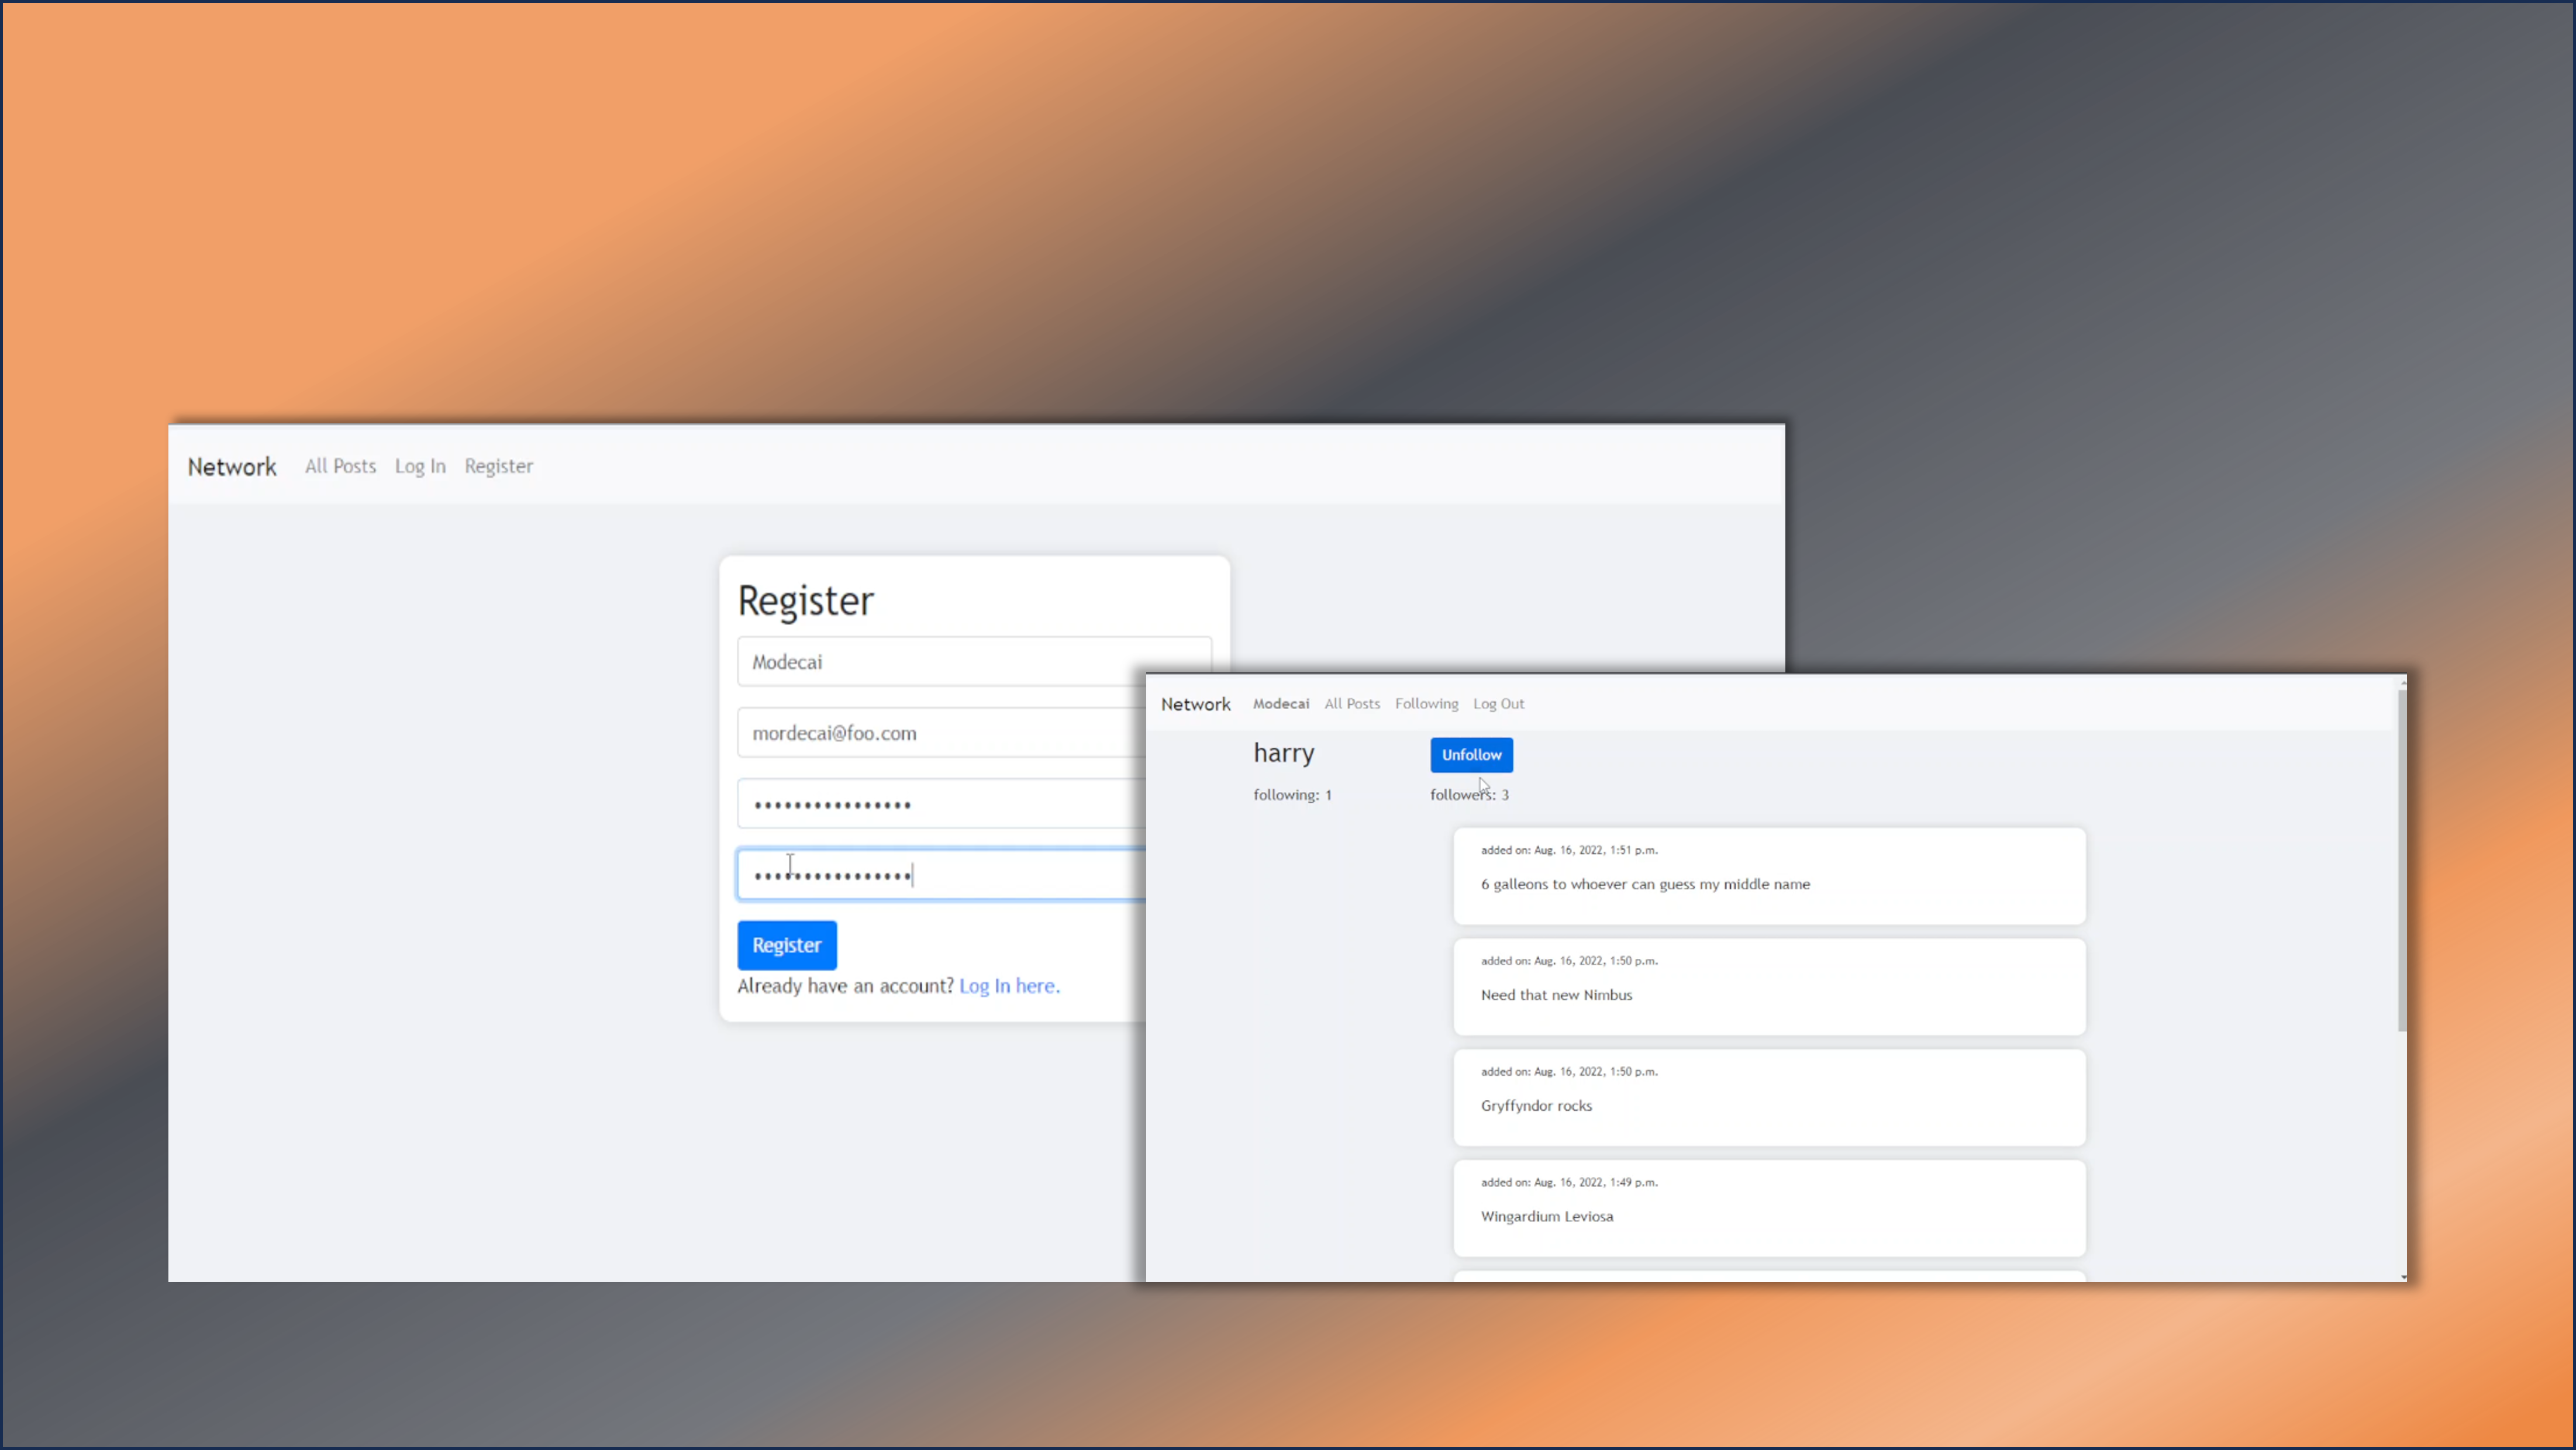 Network All Posts Log In Register
Register
Modecai
mordecai@foo.com
••••••••••••••••
••••••••••••••••
Register
Already have an account? Log In here.
Network Modecai All Posts Following Log Out
harry Unfollow
following: 1 followers: 3
added on: Aug. 16, 2022, 1:51 p.m.
6 galleons to whoever can guess my middle name
added on: Aug. 16, 2022, 1:50 p.m.
Need that new Nimbus
added on: Aug. 16, 2022, 1:50 p.m.
Gryffyndor rocks
added on: Aug. 16, 2022, 1:49 p.m.
Wingardium Leviosa